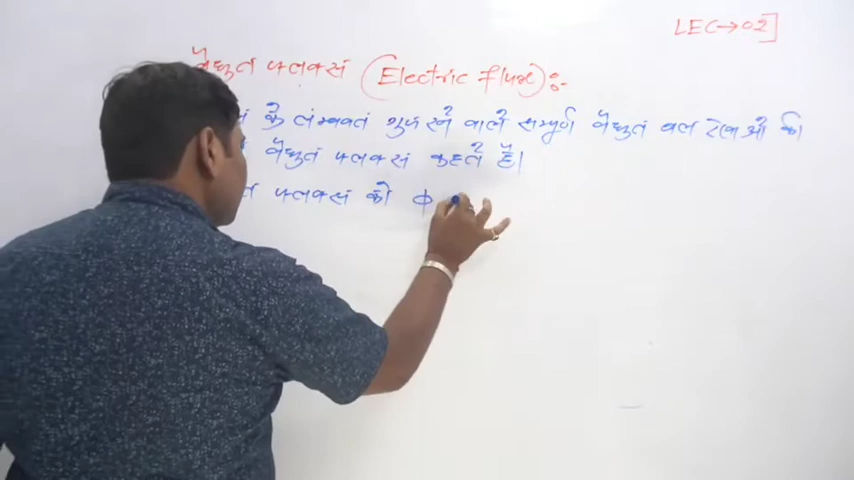 LEC→02]
वैधुत फ्लक्स (Electric flux):-
के लम्बवत गुजरने वाले सम्पूर्ण वैधुत बल रेखाओं की
वैधुत फ्लक्स कहते है।
फ्लक्स को ϕ